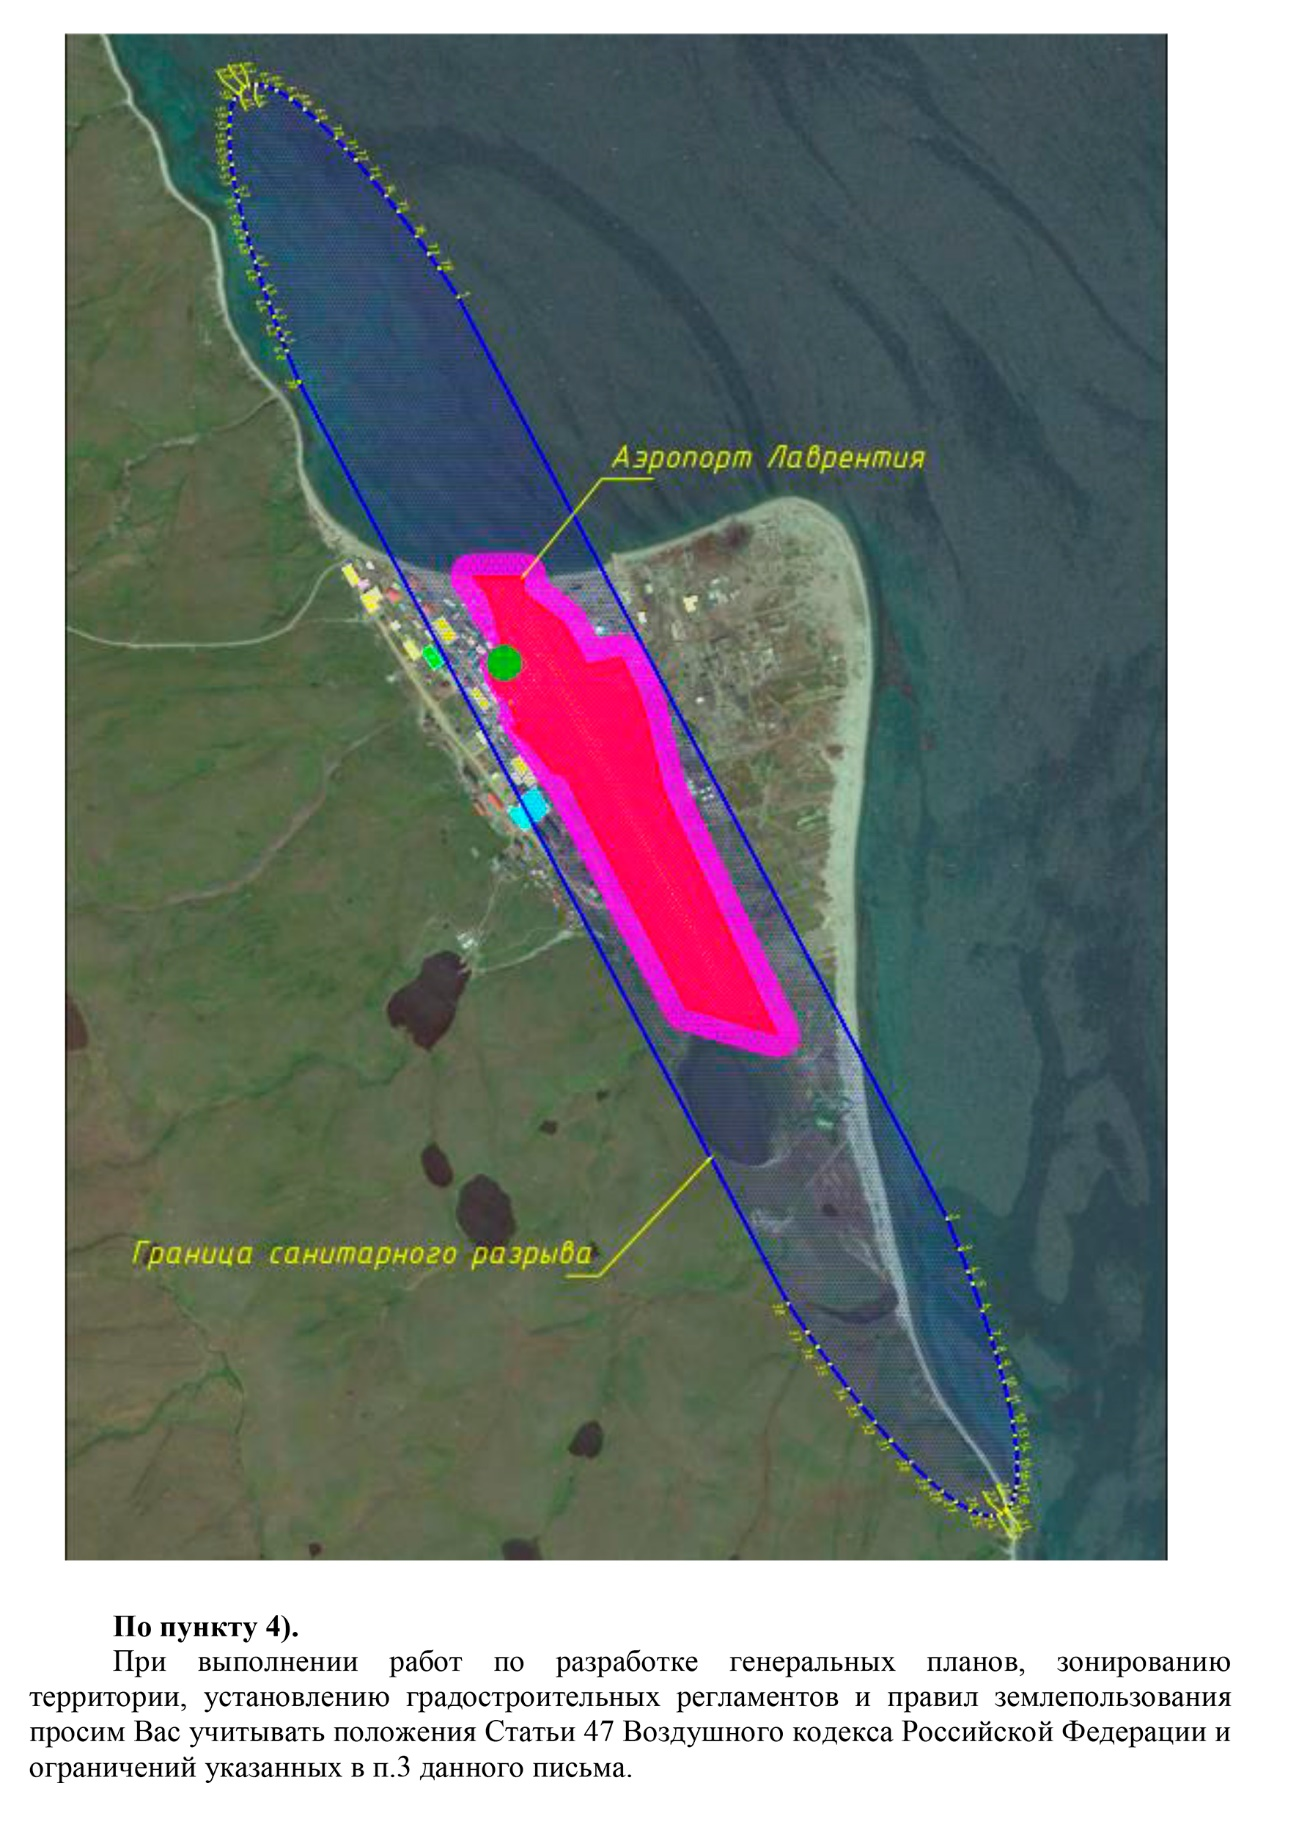 Аэропорт Лаврентия
Граница санитарного разрыва
По пункту 4).
При выполнении работ по разработке генеральных планов, зонированию
территории, установлению градостроительных регламентов и правил землепользования
просим Вас учитывать положения Статьи 47 Воздушного кодекса Российской Федерации и
ограничений указанных в п.3 данного письма.